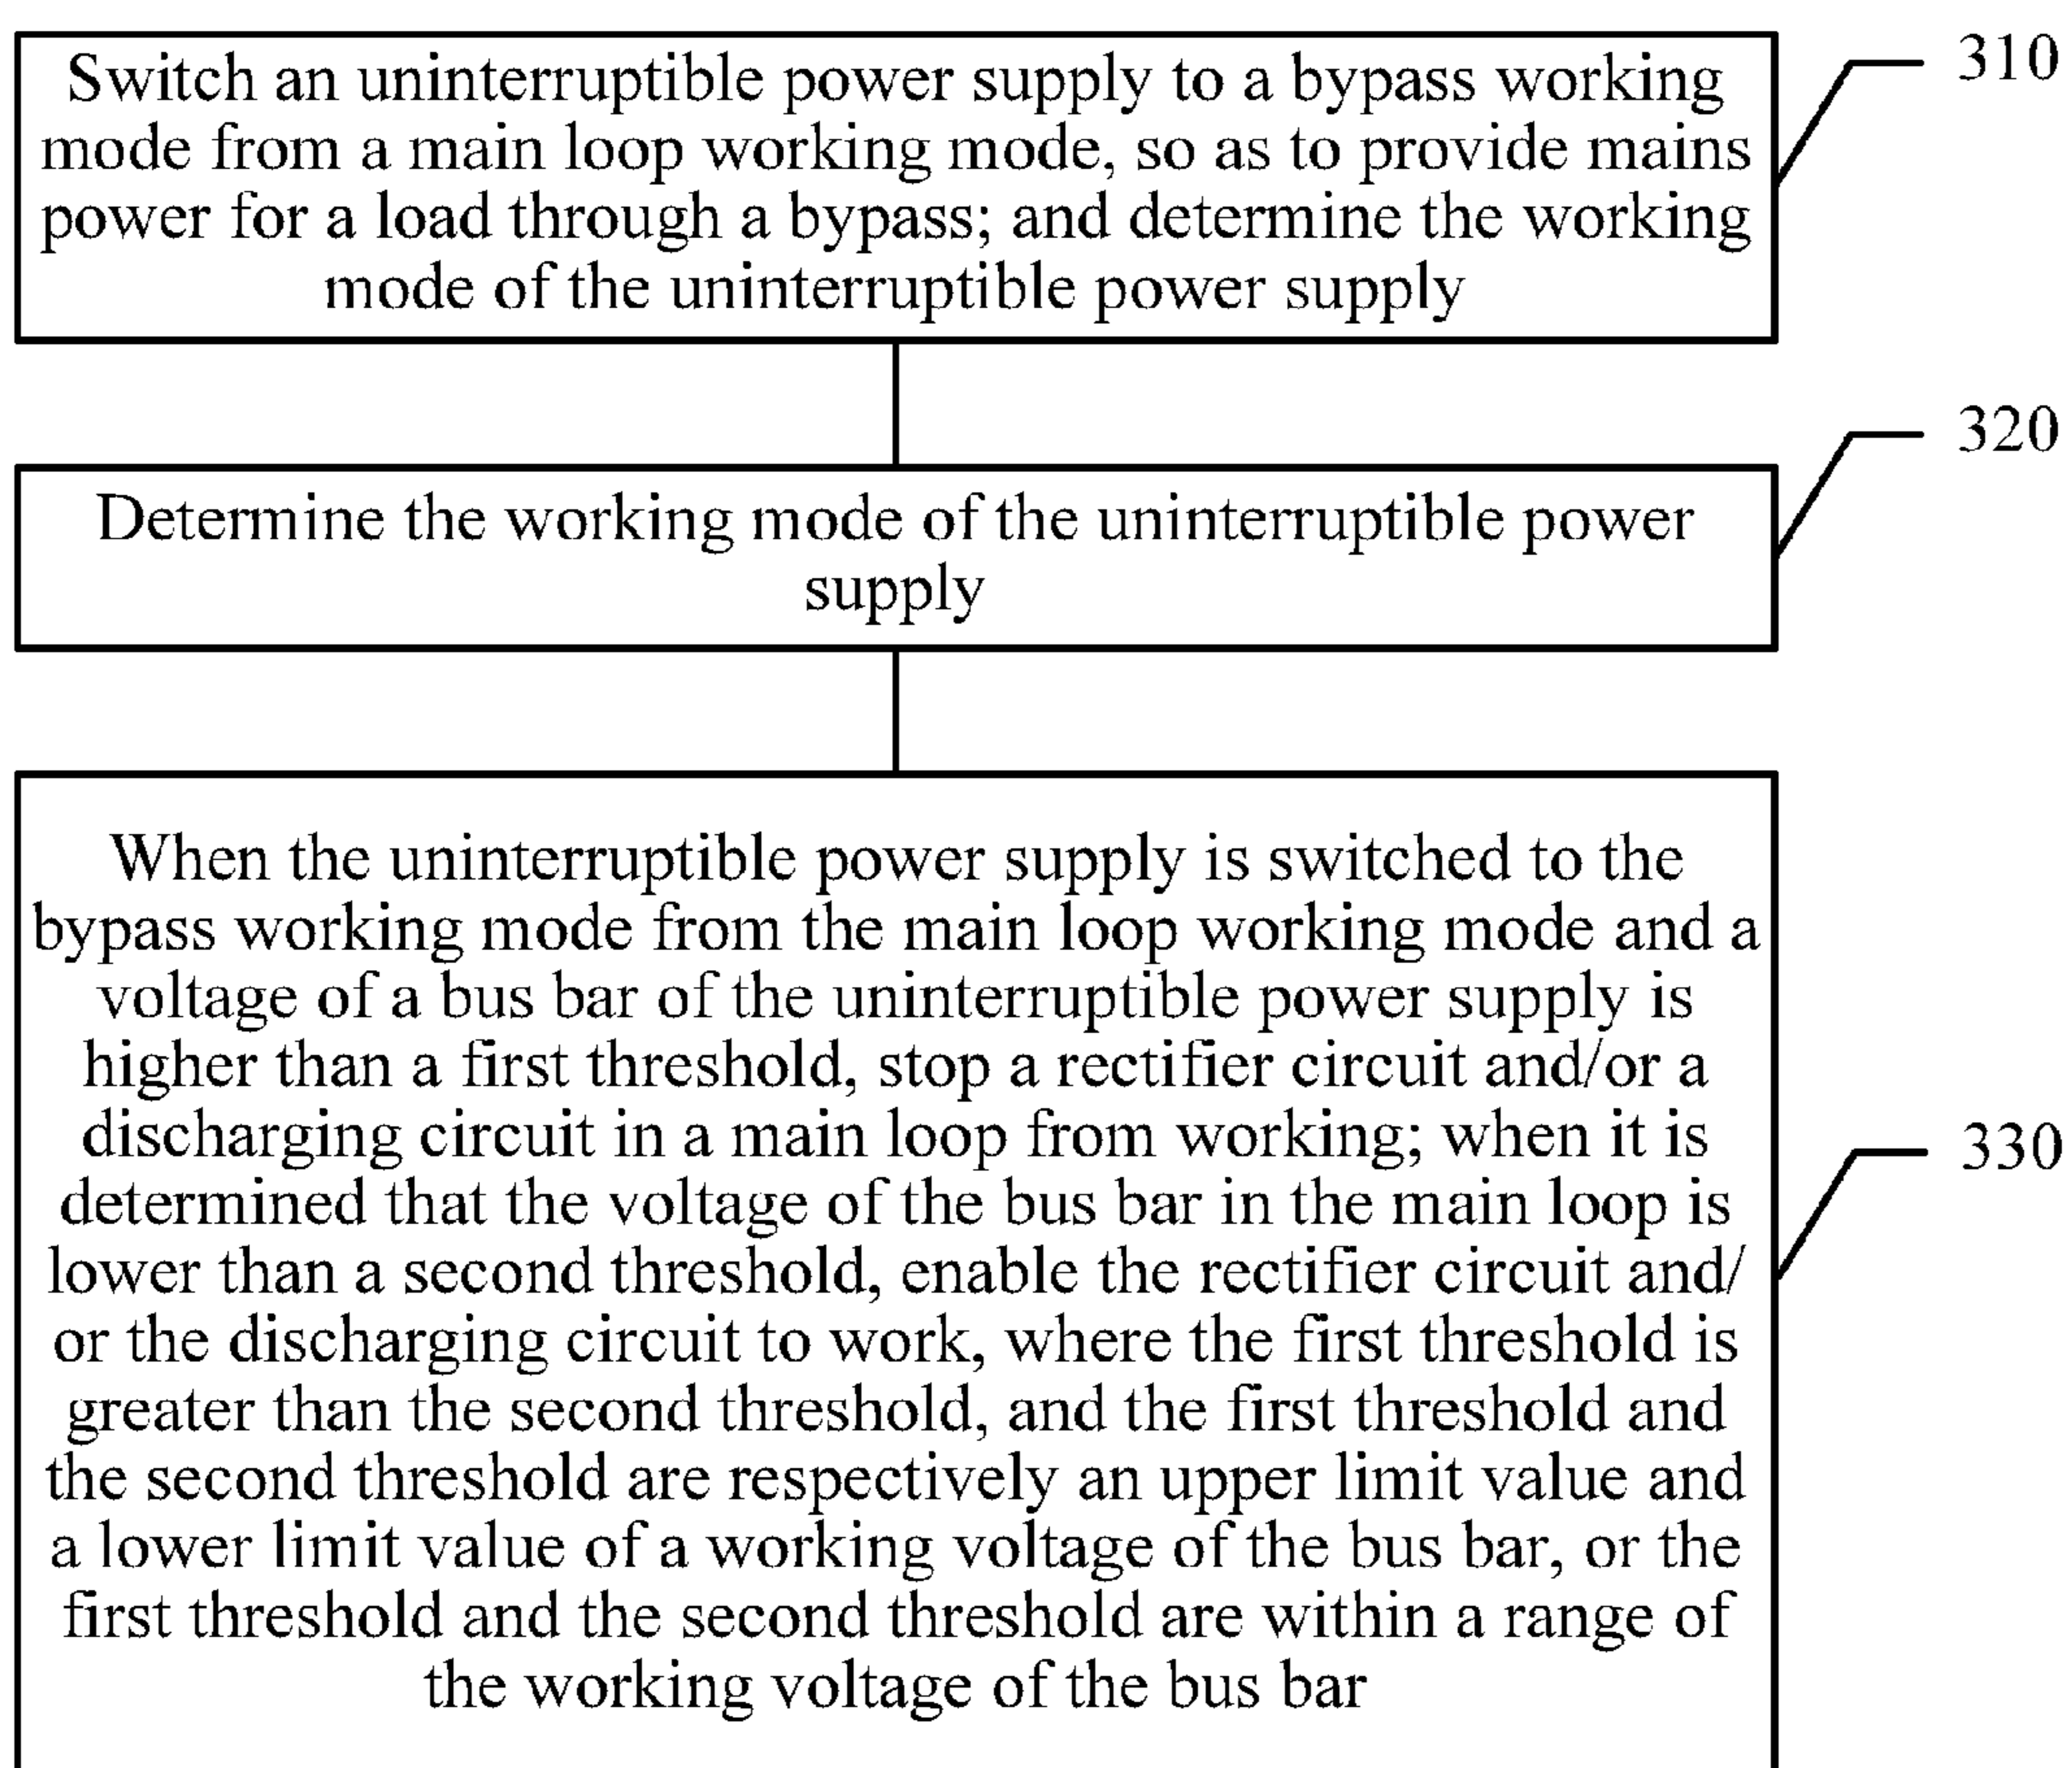 Switch an uninterruptible power supply to a bypass working
mode from a main loop working mode, so as to provide mains
power for a load through a bypass; and determine the working
mode of the uninterruptible power supply
310
Determine the working mode of the uninterruptible power
supply
320
When the uninterruptible power supply is switched to the
bypass working mode from the main loop working mode and a
voltage of a bus bar of the uninterruptible power supply is
higher than a first threshold, stop a rectifier circuit and/or a
discharging circuit in a main loop from working; when it is
determined that the voltage of the bus bar in the main loop is
lower than a second threshold, enable the rectifier circuit and/
or the discharging circuit to work, where the first threshold is
greater than the second threshold, and the first threshold and
the second threshold are respectively an upper limit value and
a lower limit value of a working voltage of the bus bar, or the
first threshold and the second threshold are within a range of
the working voltage of the bus bar
330